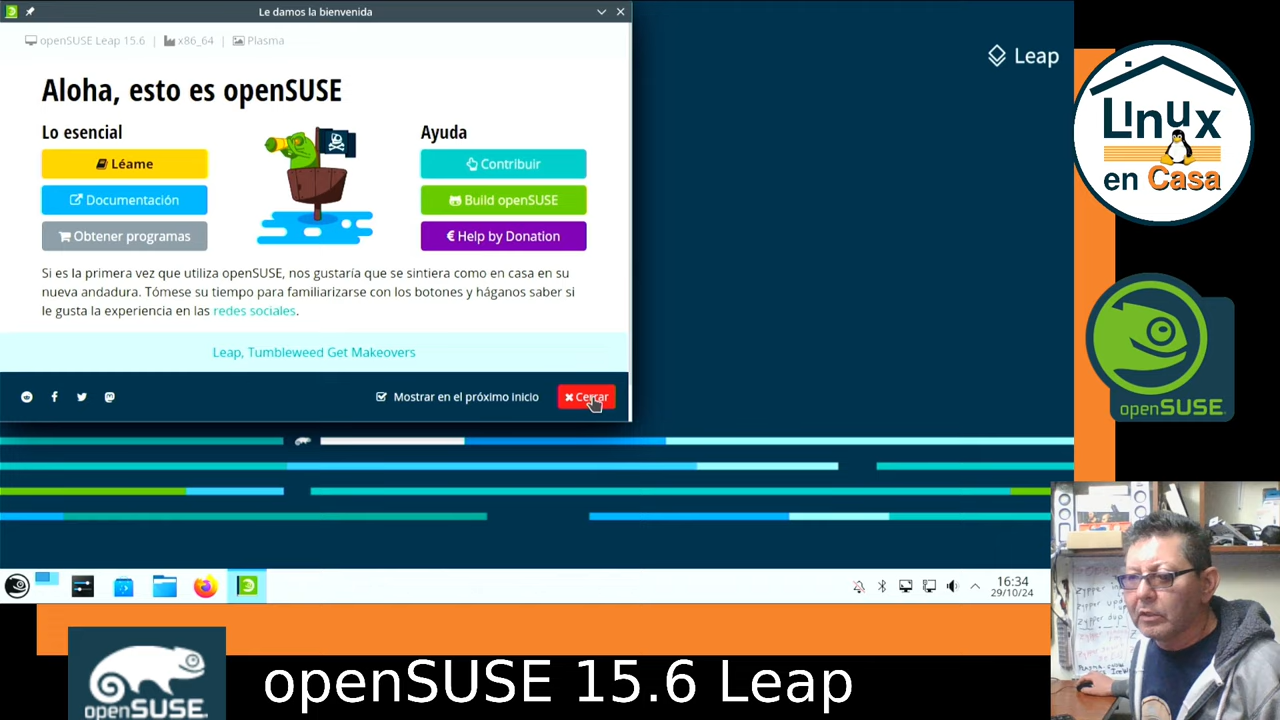 Le damos la bienvenida
openSUSE Leap 15.6 | x86_64 | Plasma
Aloha, esto es openSUSE
Lo esencial
Léame
Documentación
Obtener programas
Ayuda
Contribuir
Build openSUSE
€ Help by Donation
Si es la primera vez que utiliza openSUSE, nos gustaría que se sintiera como en casa en su
nueva andadura. Tómese su tiempo para familiarizarse con los botones y háganos saber si
le gusta la experiencia en las redes sociales.
Leap, Tumbleweed Get Makeovers
Mostrar en el próximo inicio
Cerrar
Leap
16:34
29/10/24
Linux
en Casa
openSUSE
openSUSE
openSUSE 15.6 Leap
zypper
zypper
zypper dup